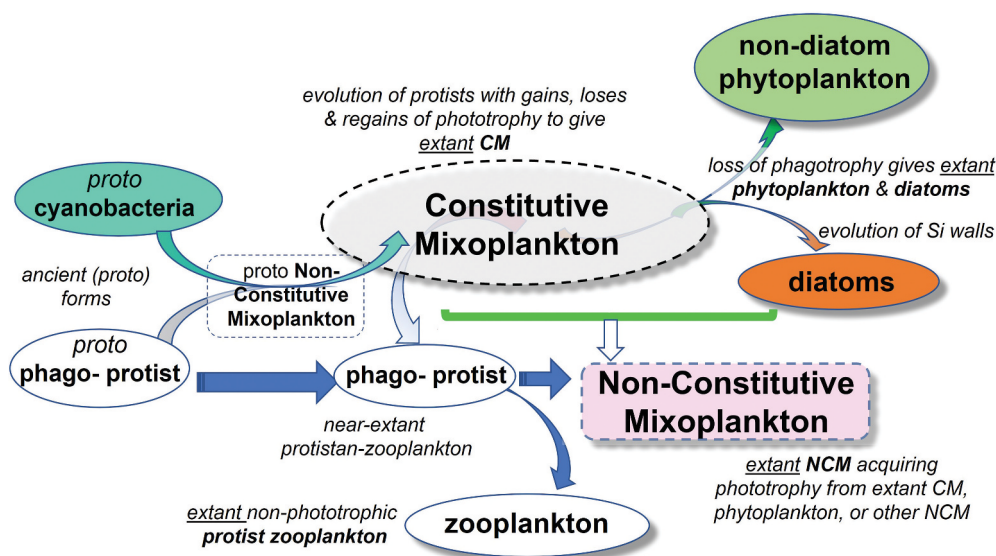 non-diatom
phytoplankton
evolution of protists with gains, loses
& regains of phototrophy to give
extant CM
loss of phagotrophy gives extant
phytoplankton & diatoms
proto
cyanobacteria
Constitutive
Mixoplankton
evolution of Si walls
ancient (proto)
forms
proto Non-
Constitutive
Mixoplankton
diatoms
proto
phago- protist
phago- protist
Non-Constitutive
Mixoplankton
near-extant
protistan-zooplankton
extant NCM acquiring
phototrophy from extant CM,
phytoplankton, or other NCM
extant non-phototrophic
protist zooplankton
zooplankton